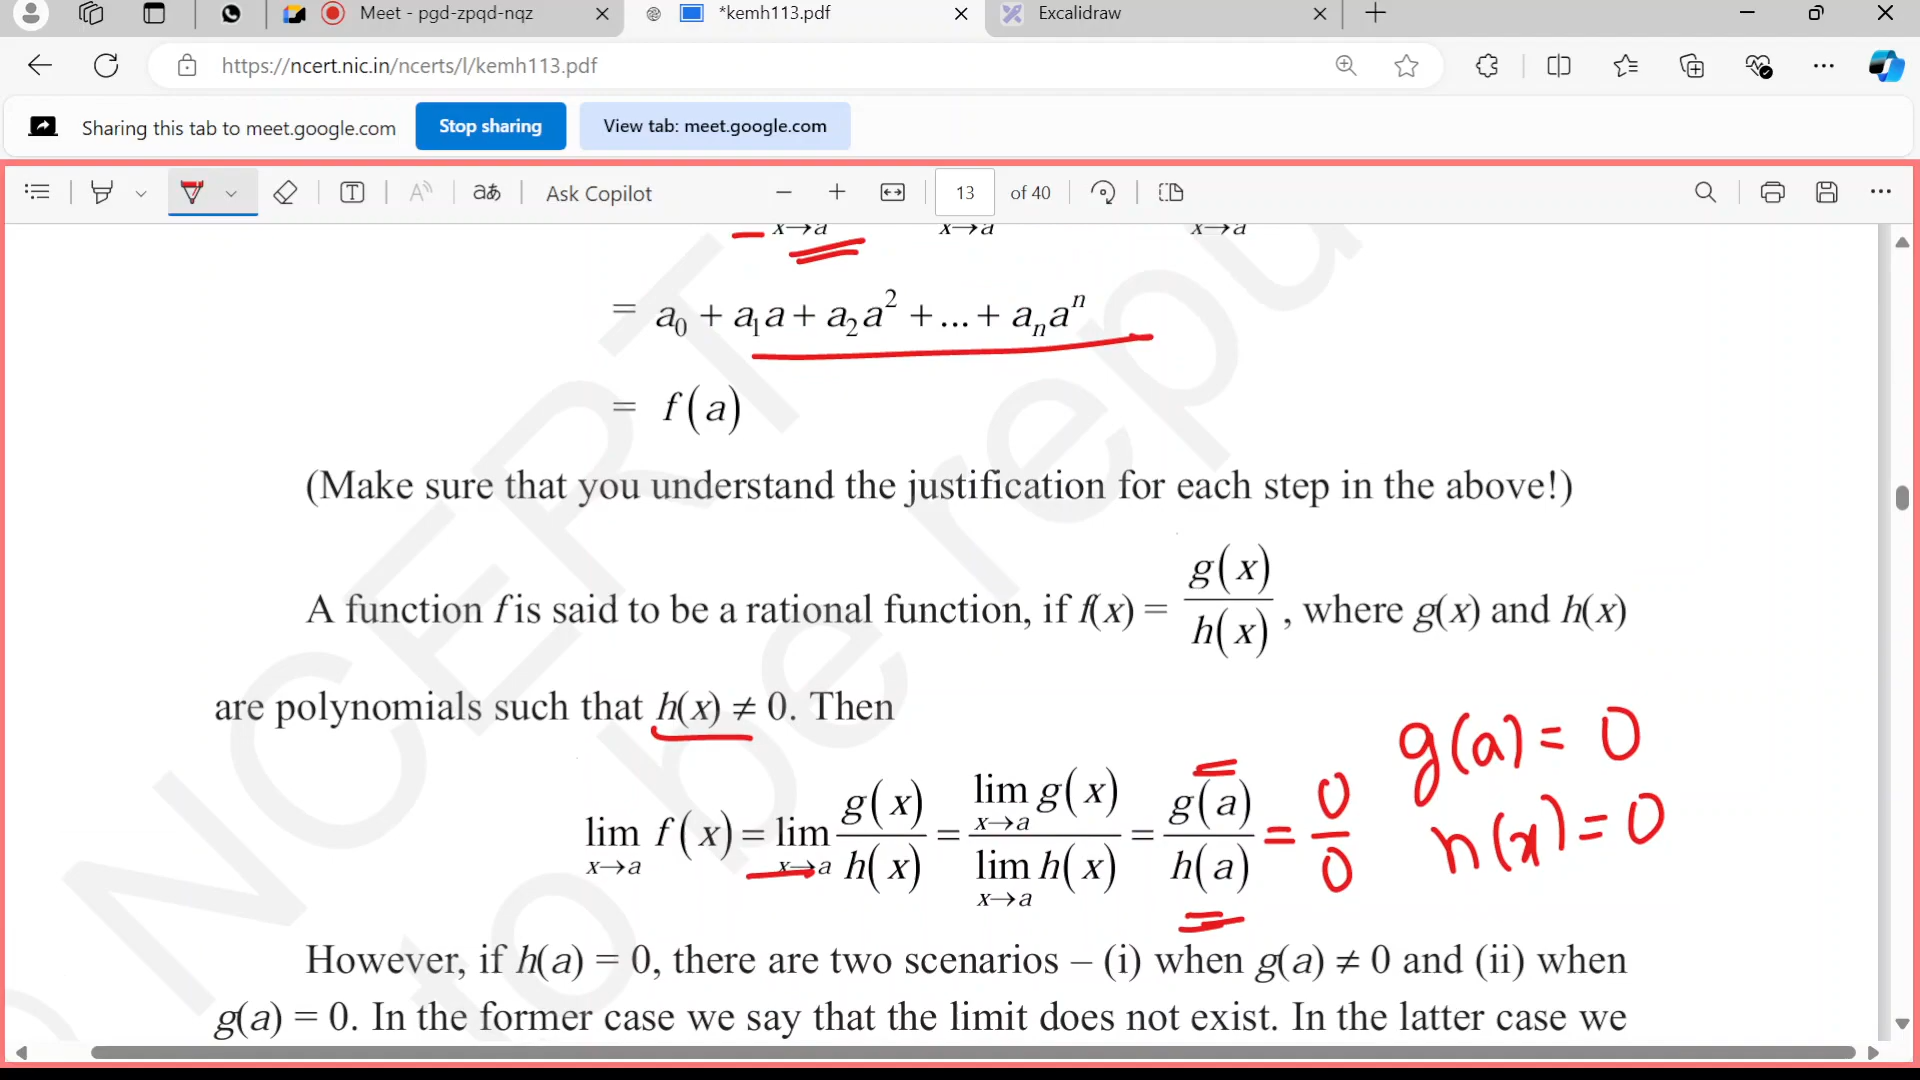 Meet - pgd-zpqd-nqz
*kemh113.pdf
Excalidraw
https://ncert.nic.in/ncerts/l/kemh113.pdf
Sharing this tab to meet.google.com
Stop sharing
View tab: meet.google.com
Ask Copilot
13 of 40
x→a x→a x→a
= a₀ + a₁a + a₂a² + ... + aₙaⁿ
= f(a)
(Make sure that you understand the justification for each step in the above!)
A function f is said to be a rational function, if f(x) = g(x)/h(x), where g(x) and h(x)
are polynomials such that h(x) ≠ 0. Then
g(a) = 0
lim x→a f(x) = lim x→a g(x)/h(x) = lim x→a g(x) / lim x→a h(x) = g(a)/h(a) = 0/0
h(x) = 0
However, if h(a) = 0, there are two scenarios – (i) when g(a) ≠ 0 and (ii) when
g(a) = 0. In the former case we say that the limit does not exist. In the latter case we
NCERT
to be repu